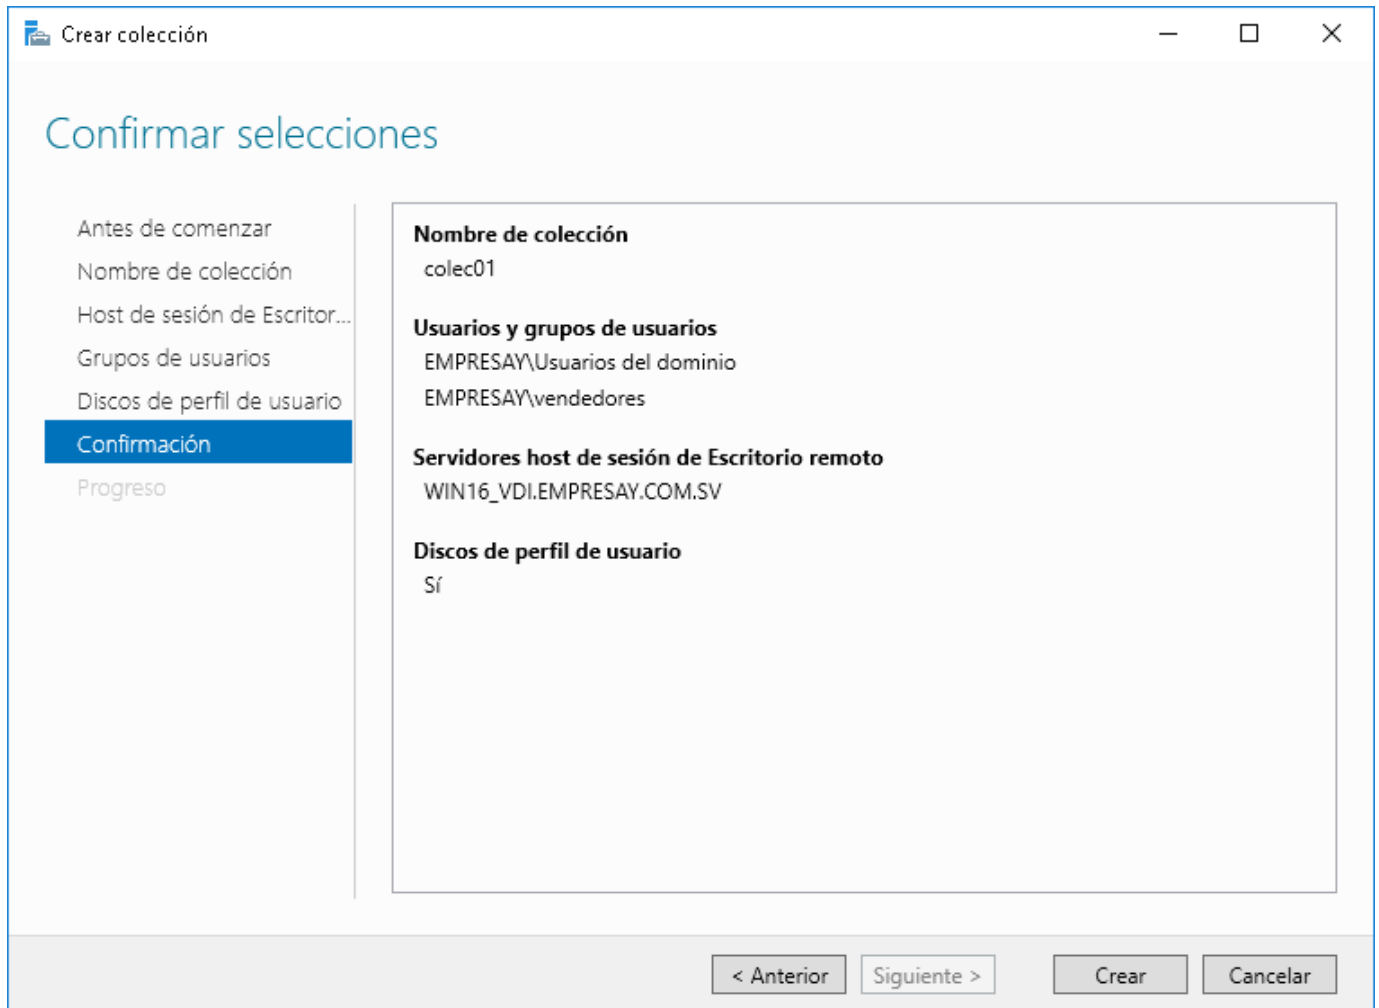 Crear colección
Confirmar selecciones
Antes de comenzar
Nombre de colección
Host de sesión de Escritor...
Grupos de usuarios
Discos de perfil de usuario
Confirmación
Progreso
Nombre de colección
colec01
Usuarios y grupos de usuarios
EMPRESAY\Usuarios del dominio
EMPRESAY\vendedores
Servidores host de sesión de Escritorio remoto
WIN16_VDI.EMPRESAY.COM.SV
Discos de perfil de usuario
Sí
< Anterior
Siguiente >
Crear
Cancelar